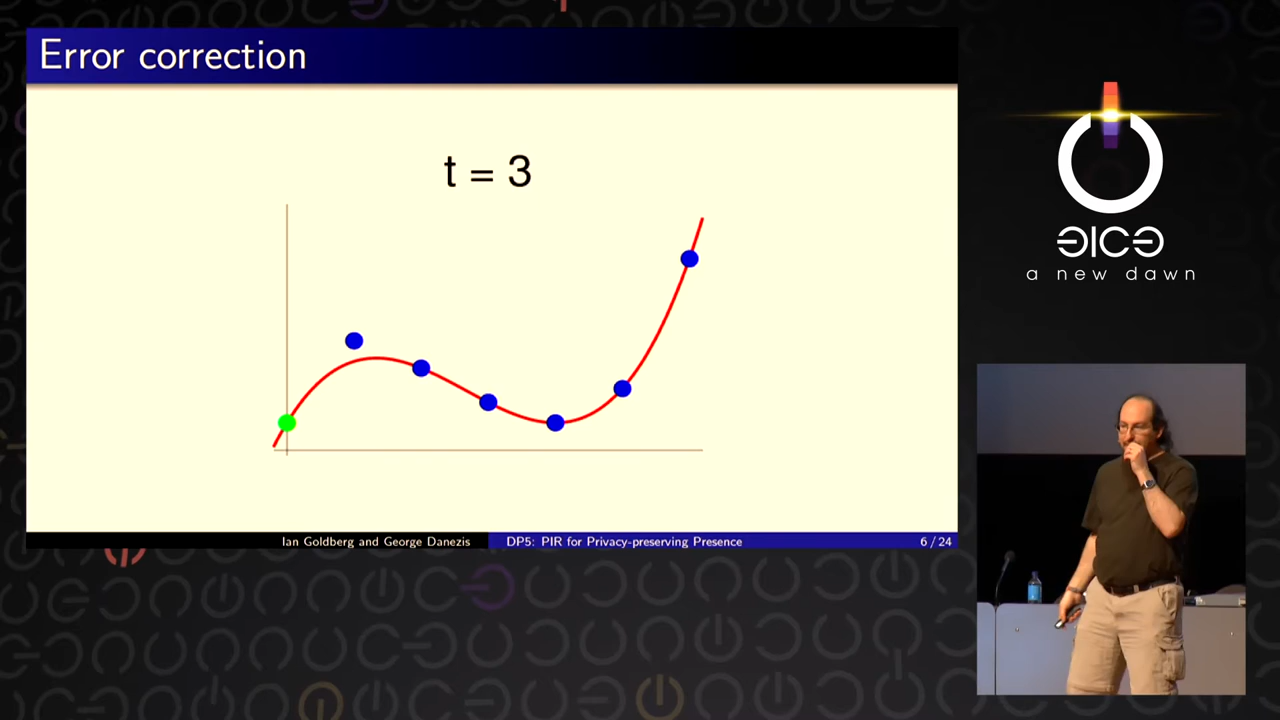 Error correction
t = 3
Ian Goldberg and George Danezis
DP5: PIR for Privacy-preserving Presence
6 / 24
a new dawn